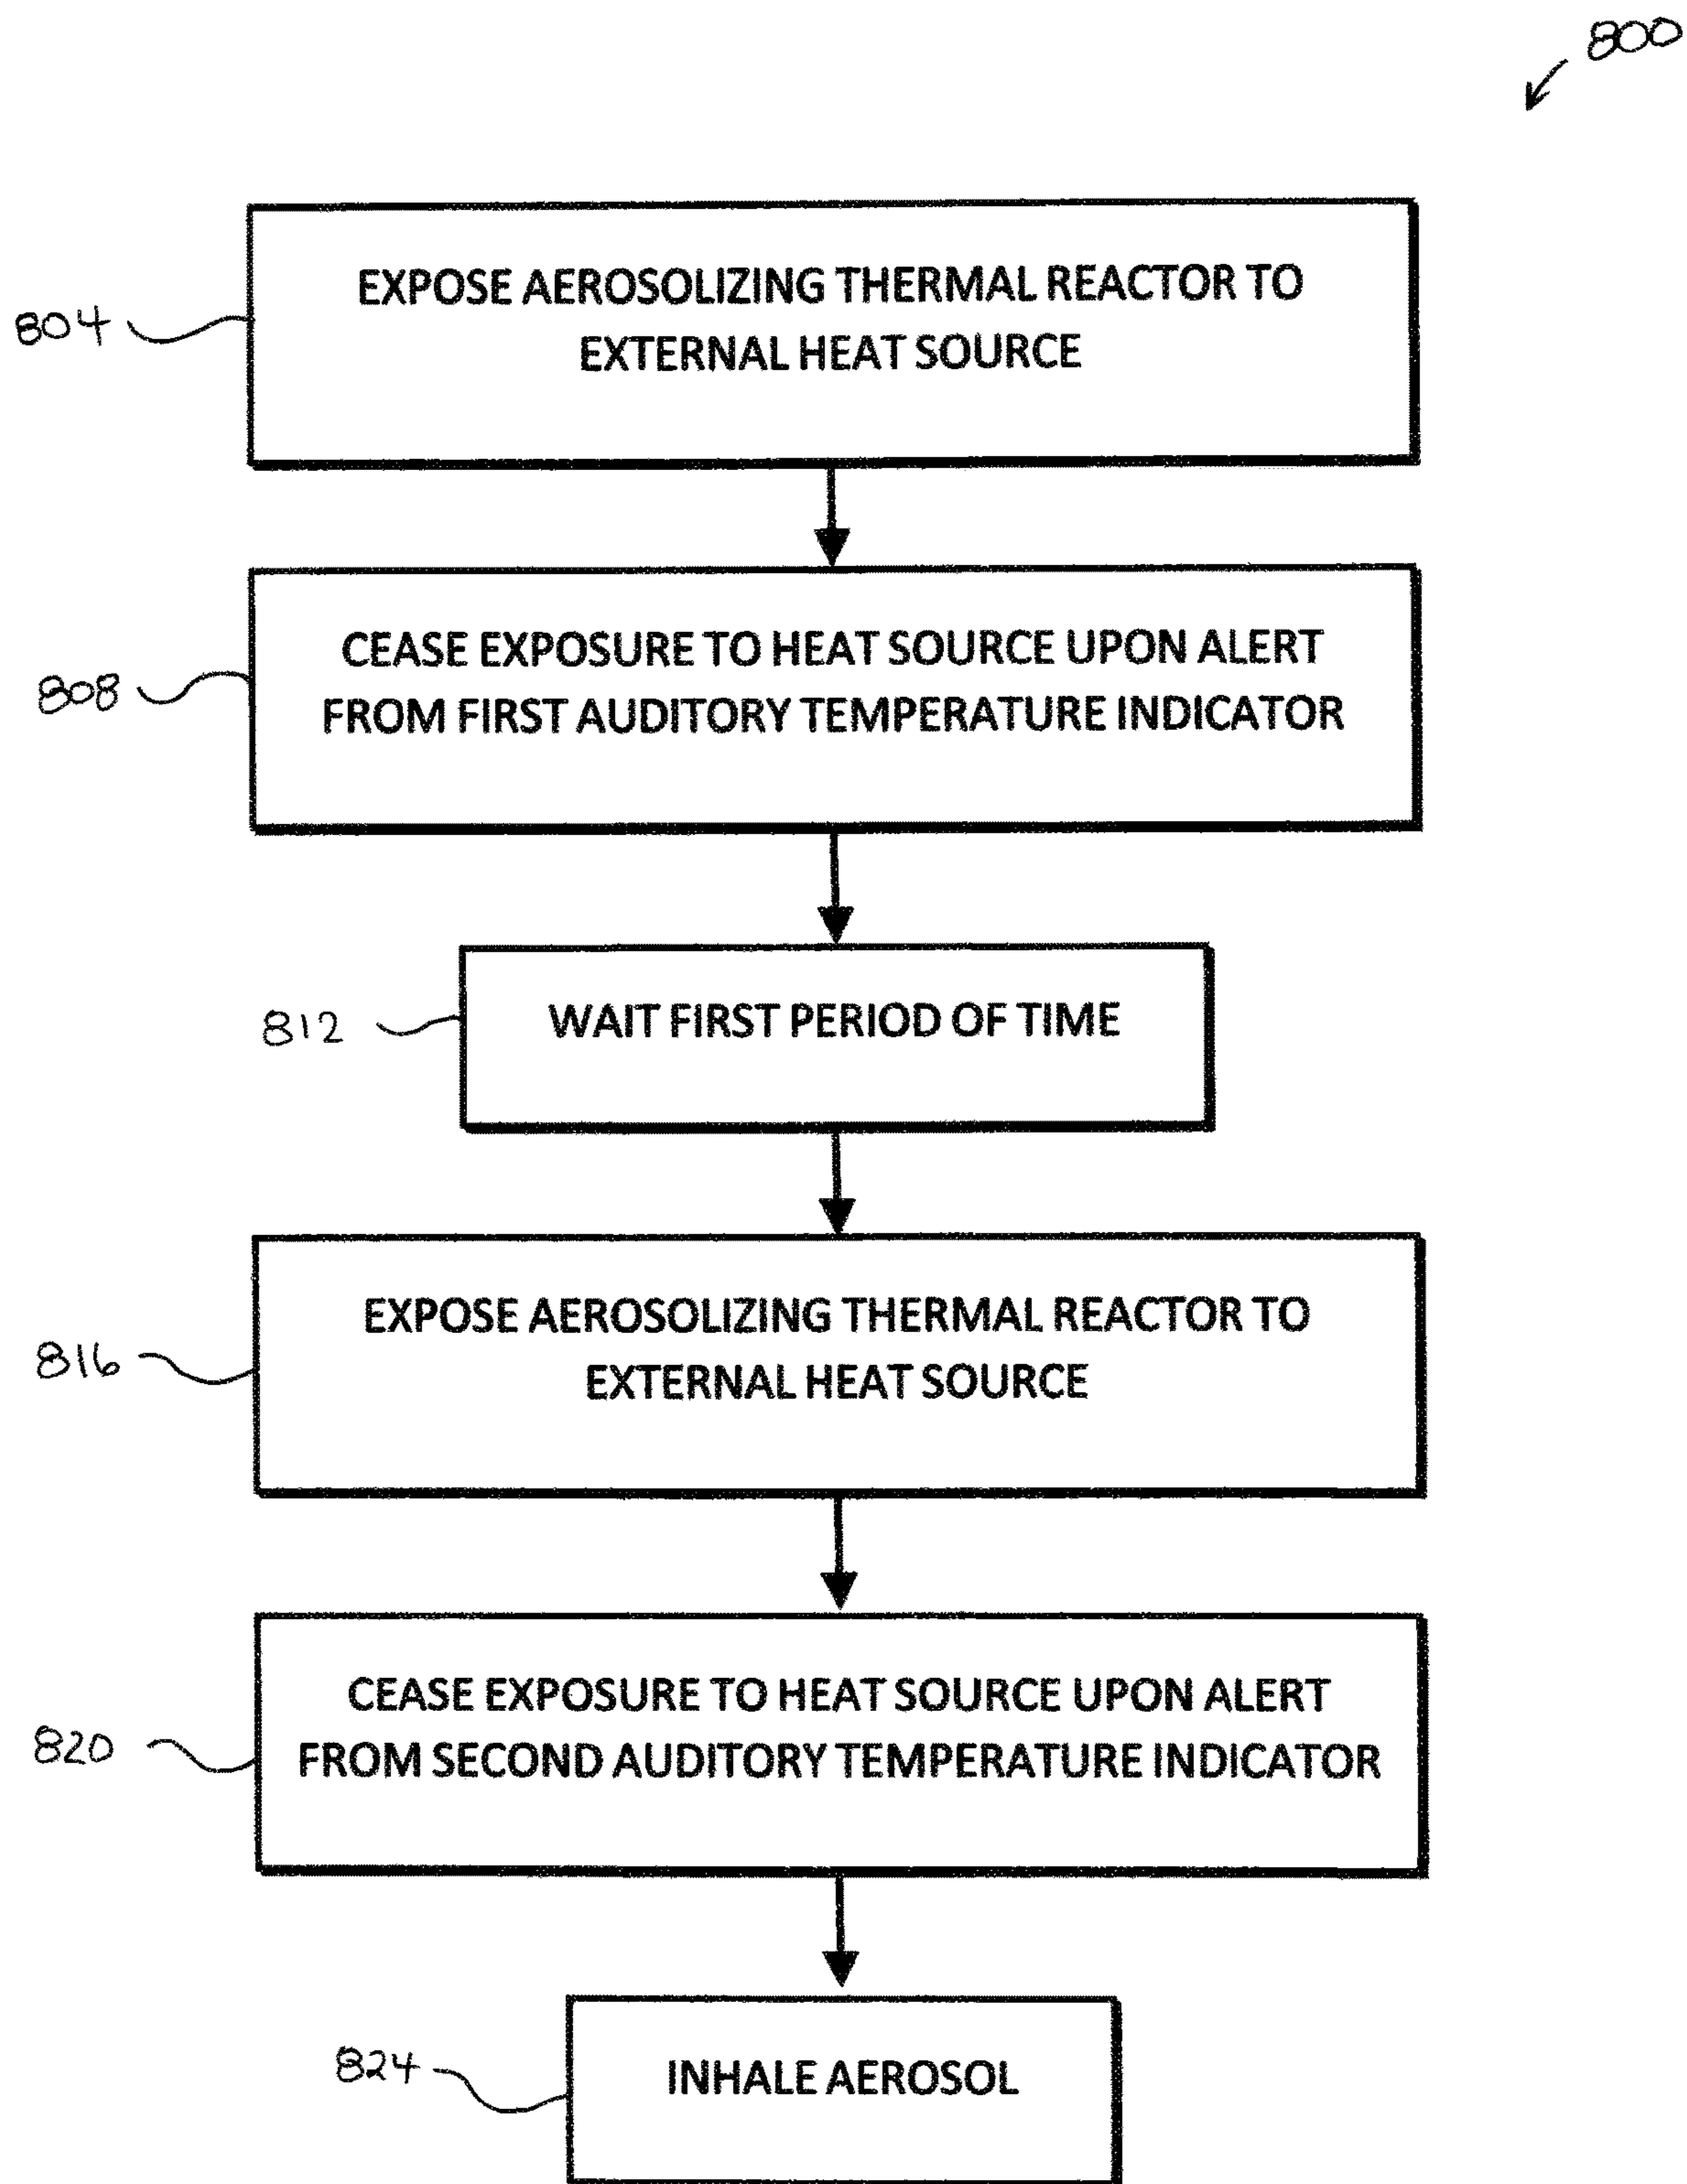 800
804
EXPOSE AEROSOLIZING THERMAL REACTOR TO
EXTERNAL HEAT SOURCE
808
CEASE EXPOSURE TO HEAT SOURCE UPON ALERT
FROM FIRST AUDITORY TEMPERATURE INDICATOR
812
WAIT FIRST PERIOD OF TIME
816
EXPOSE AEROSOLIZING THERMAL REACTOR TO
EXTERNAL HEAT SOURCE
820
CEASE EXPOSURE TO HEAT SOURCE UPON ALERT
FROM SECOND AUDITORY TEMPERATURE INDICATOR
824
INHALE AEROSOL